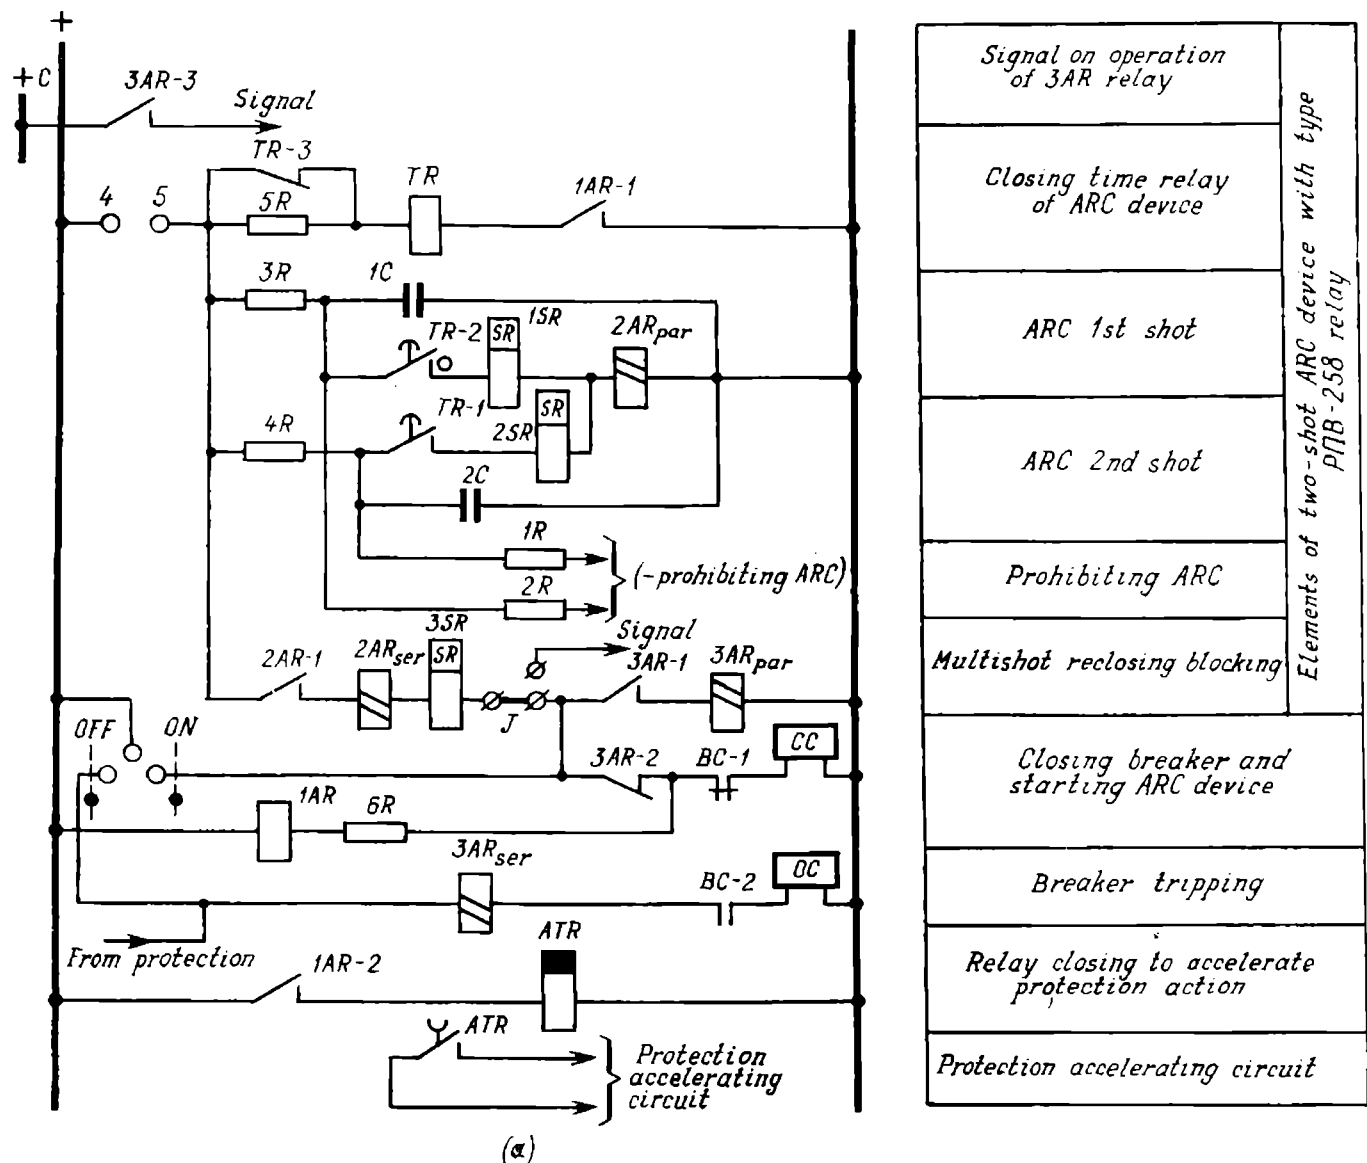 +
+C
3AR-3
Signal
TR-3
4
5
5R
TR
1AR-1
3R
1C
TR-2
SR
1SR
2ARpar
4R
TR-1
SR
2SR
2C
1R
2R
(-prohibiting ARC)
2AR-1
2ARser
3SR
SR
J
Signal
3AR-1
3ARpar
OFF
ON
3AR-2
BC-1
CC
1AR
6R
3ARser
BC-2
OC
From protection
1AR-2
ATR
ATR
Protection
accelerating
circuit
(a)
Signal on operation
of 3AR relay
Closing time relay
of ARC device
ARC 1st shot
ARC 2nd shot
Prohibiting ARC
Multishot reclosing blocking
Elements of two-shot ARC device with type
РПВ-258 relay
Closing breaker and
starting ARC device
Breaker tripping
Relay closing to accelerate
protection action
Protection accelerating circuit